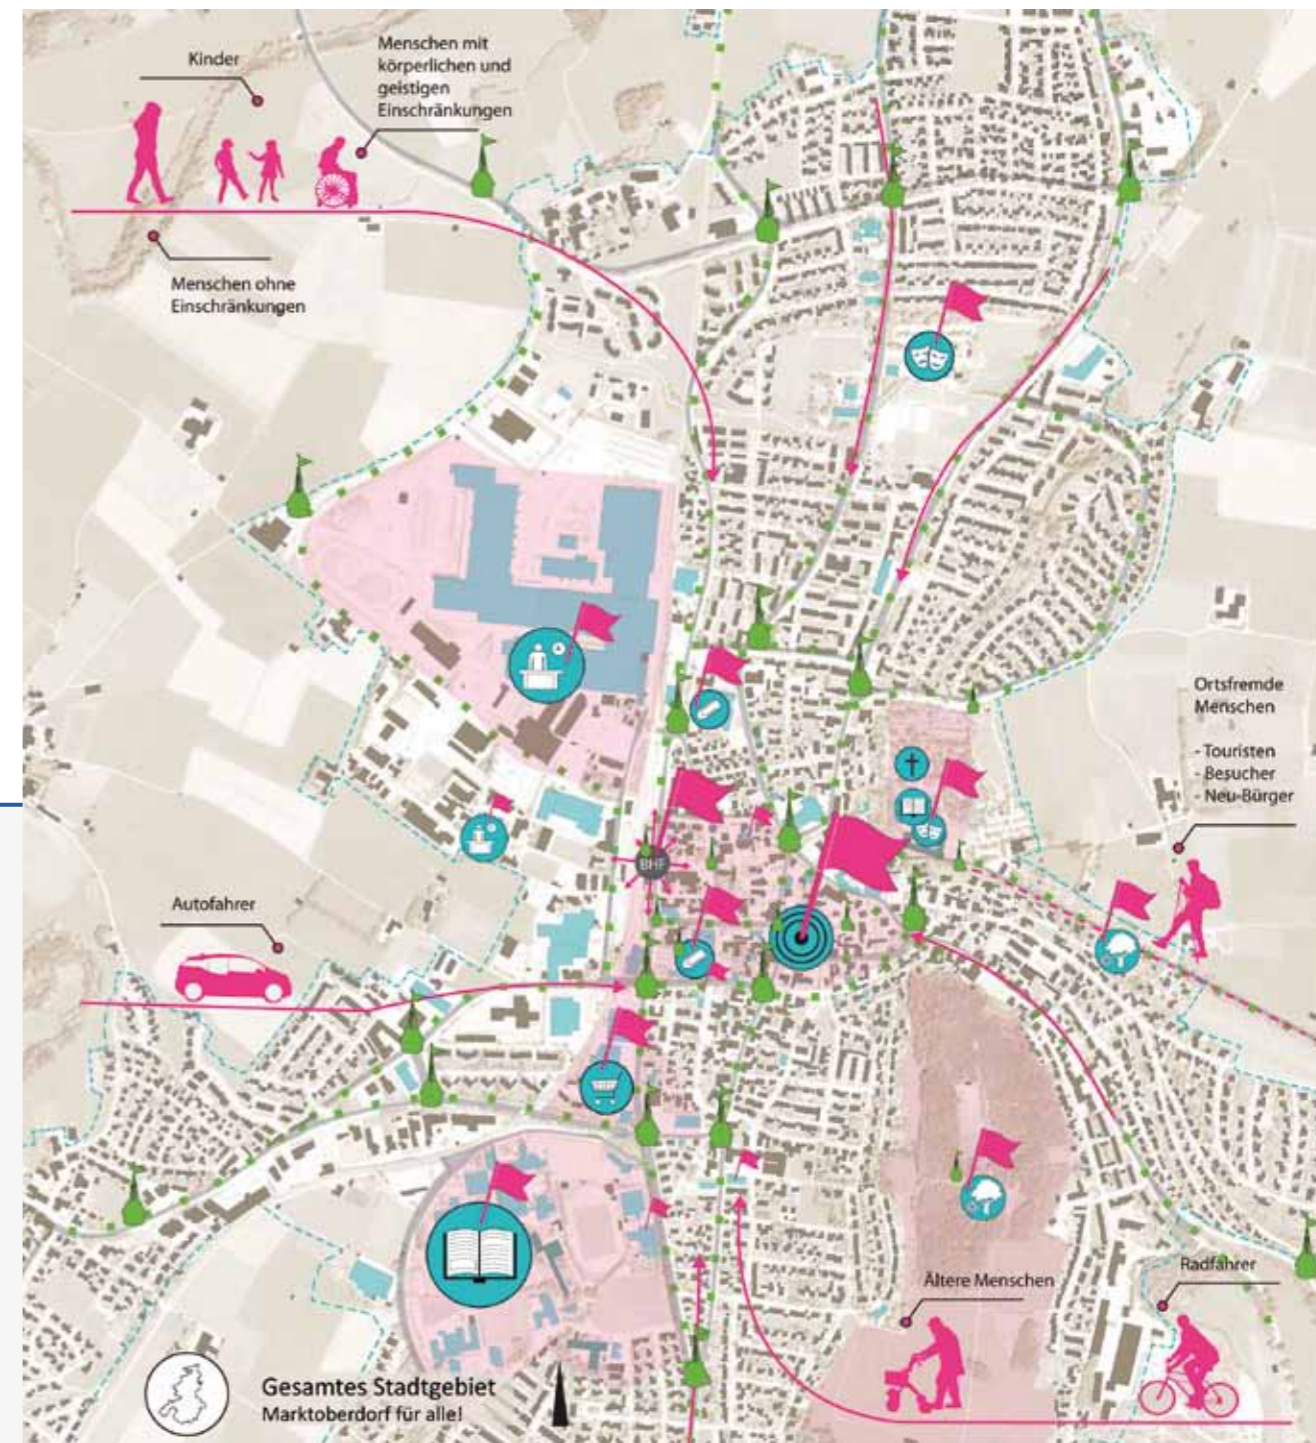 Kinder
Menschen mit
körperlichen und
geistigen
Einschränkungen
Menschen ohne
Einschränkungen
Ortsfremde
Menschen
- Touristen
- Besucher
- Neu-Bürger
BHF
Autofahrer
Ältere Menschen
Radfahrer
Gesamtes Stadtgebiet
Marktoberdorf für alle!